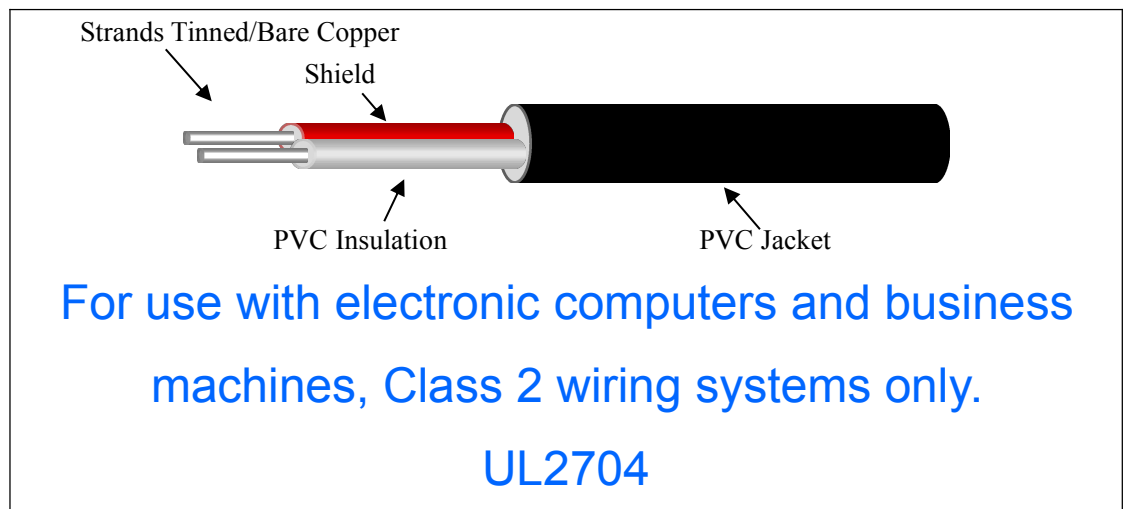 Strands Tinned/Bare Copper
Shield
PVC Insulation
PVC Jacket
For use with electronic computers and business
machines, Class 2 wiring systems only.
UL2704